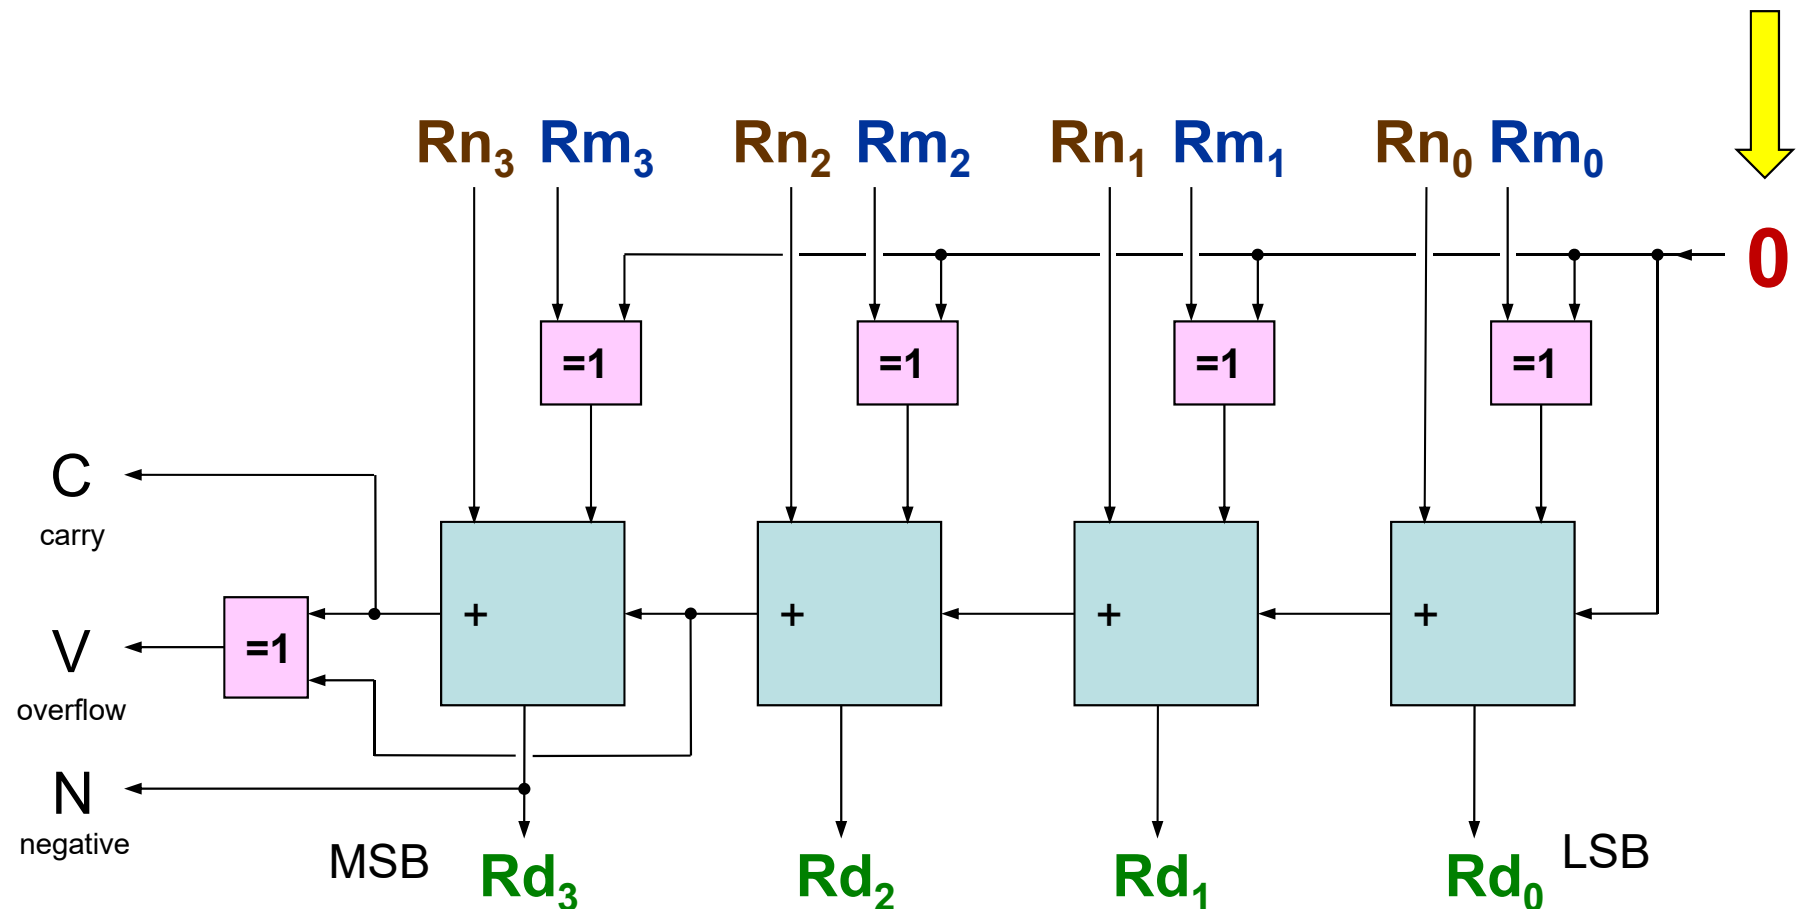 Rn3 Rm3 Rn2 Rm2 Rn1 Rm1 Rn0 Rm0
0
=1 =1 =1 =1
C
carry
+ + + +
V =1
overflow
N
negative
MSB LSB
Rd3 Rd2 Rd1 Rd0